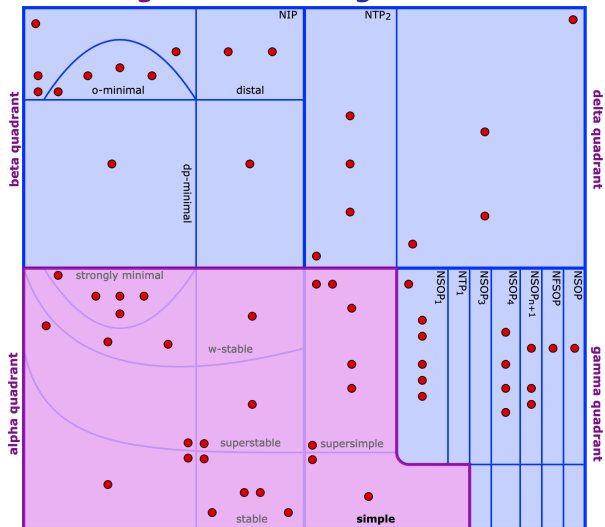 NIP
NTP2
o-minimal
distal
beta quadrant
dp-minimal
delta quadrant
strongly minimal
NSOP1
NTP1
NSOP3
NSOP4
NSOPn+1
NFSOP
NSOP
w-stable
alpha quadrant
gamma quadrant
superstable
supersimple
stable
simple